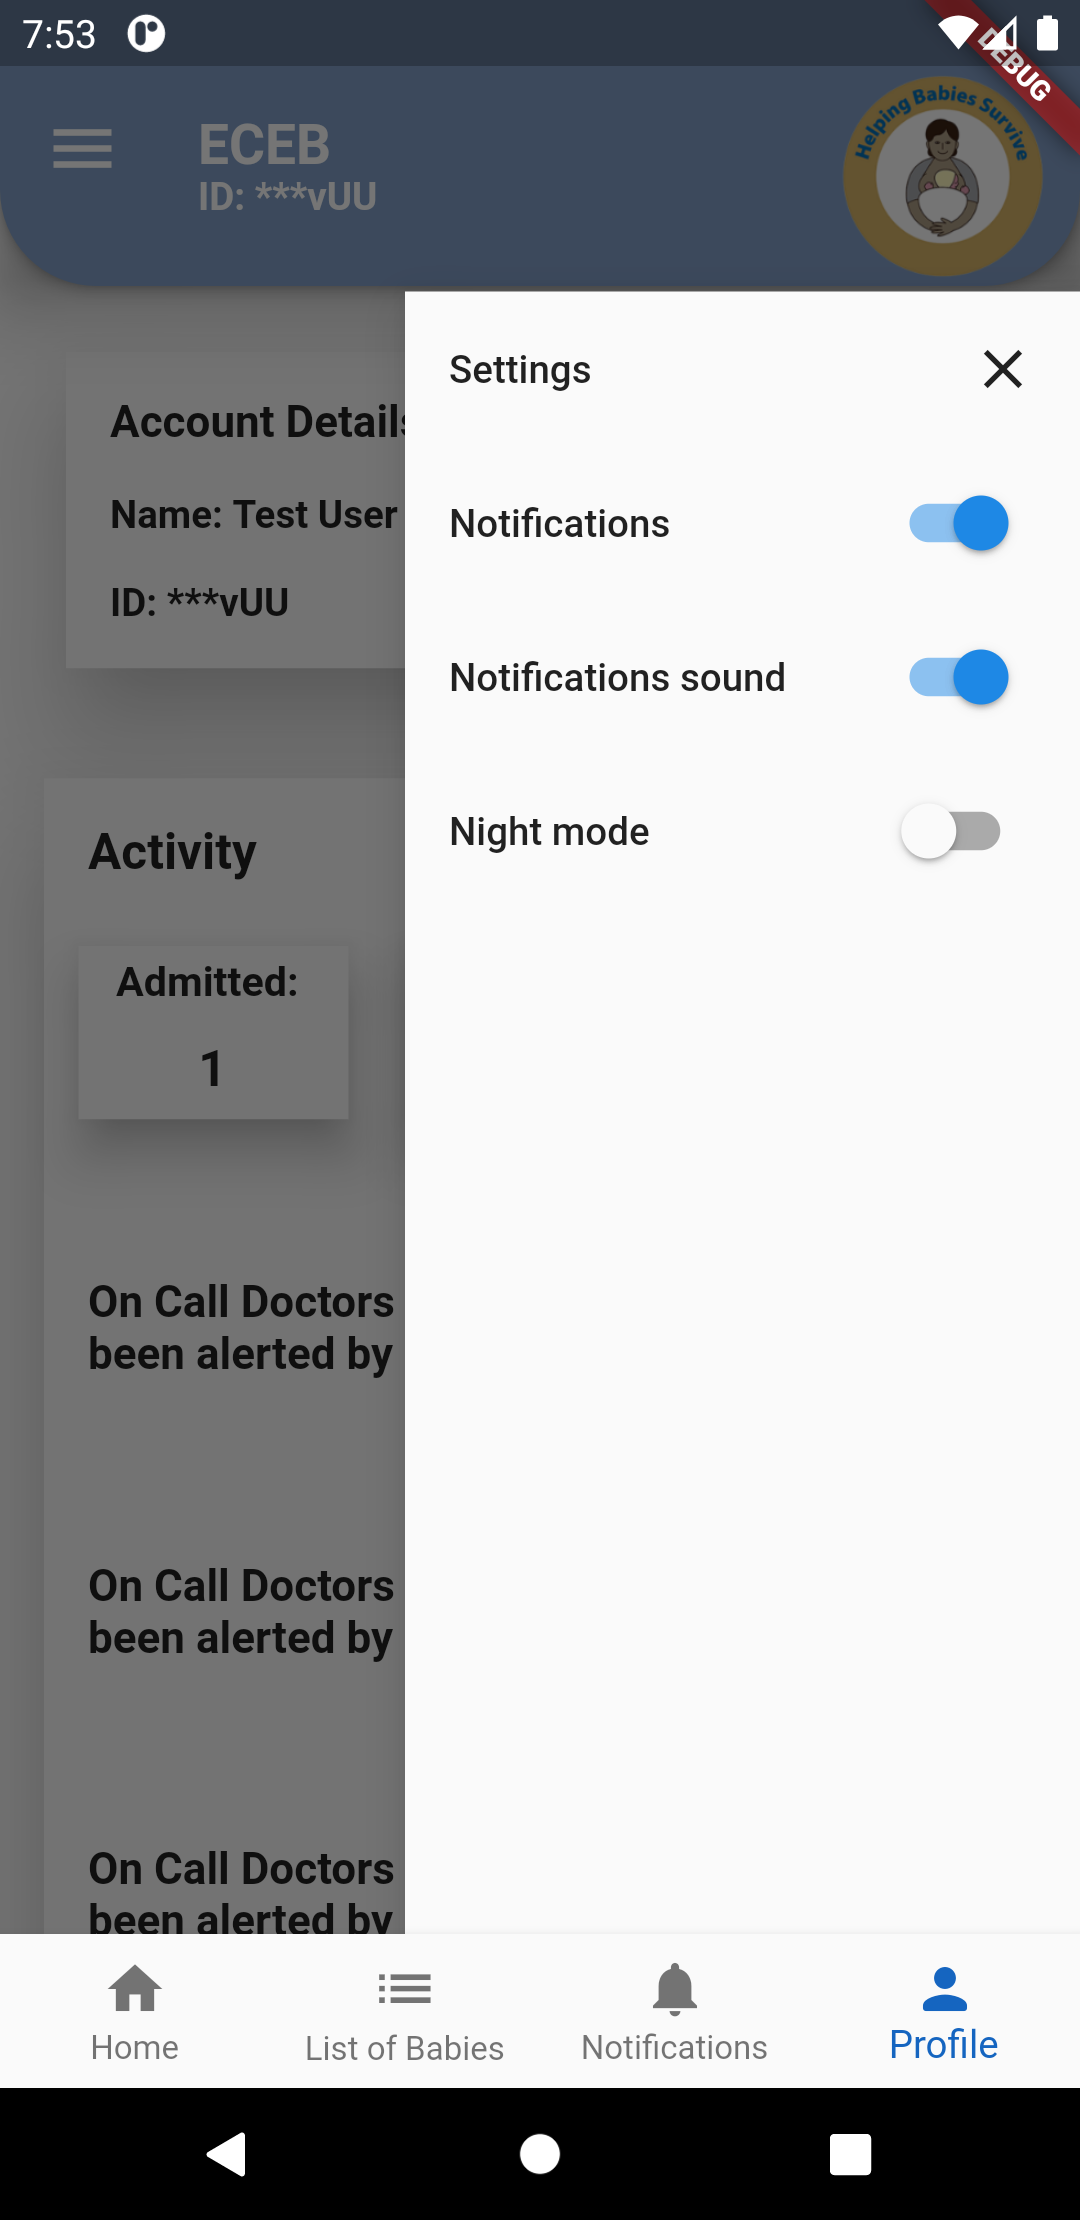 7:53
DEBUG
ECEB
ID: ***vUU
Helping Babies Survive
Settings
Account Details
Name: Test User
Notifications
ID: ***vUU
Notifications sound
Activity
Night mode
Admitted:
1
On Call Doctors
been alerted by
On Call Doctors
been alerted by
On Call Doctors
been alerted by
Home
List of Babies
Notifications
Profile